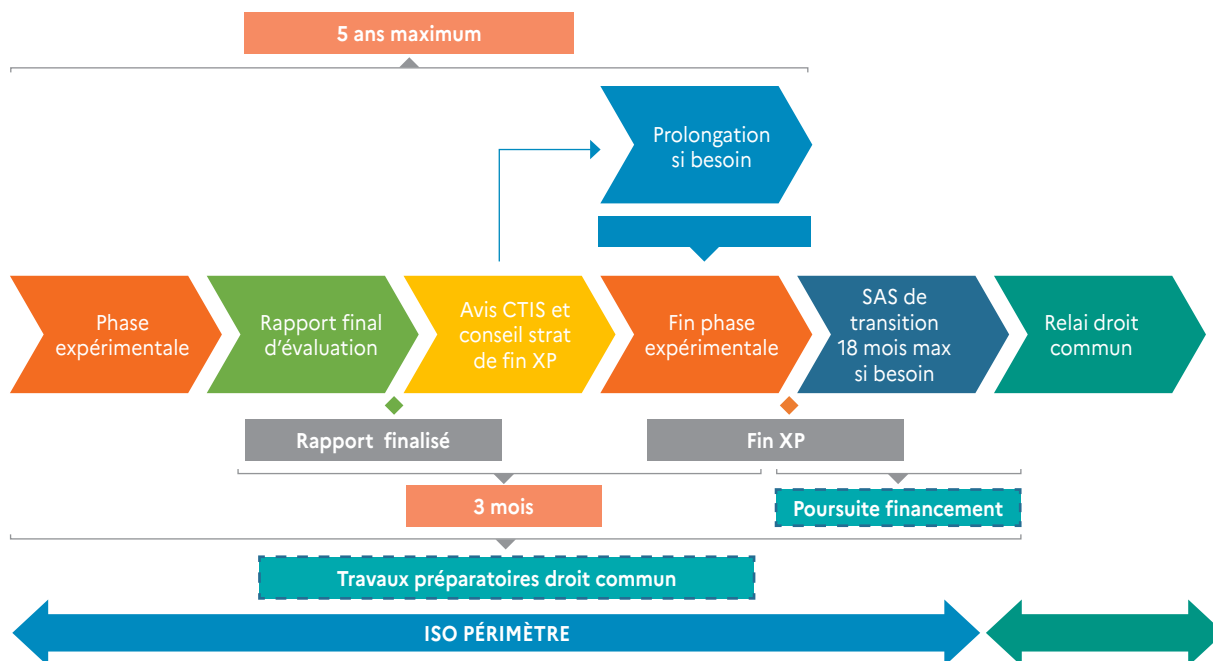 5 ans maximum
Prolongation
si besoin
Phase
expérimentale
Rapport final
d’évaluation
Avis CTIS et
conseil strat
de fin XP
Fin phase
expérimentale
SAS de
transition
18 mois max
si besoin
Relai droit
commun
Rapport finalisé
Fin XP
3 mois
Poursuite financement
Travaux préparatoires droit commun
ISO PÉRIMÈTRE